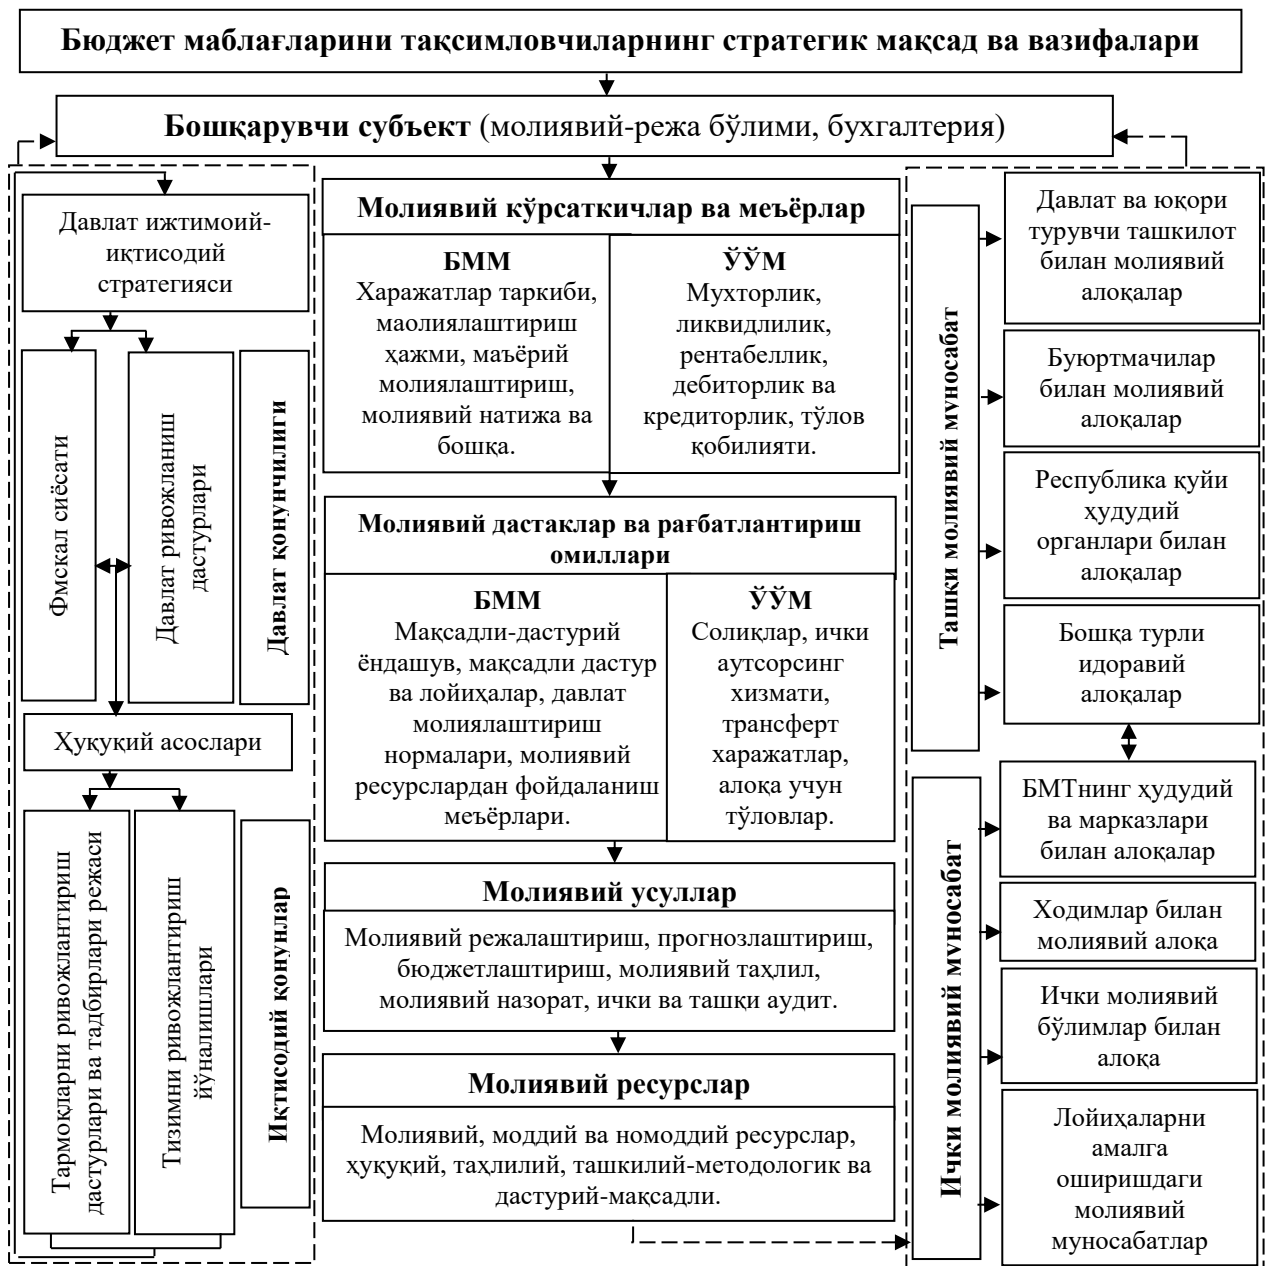 Бюджет маблағларини тақсимловчиларнинг стратегик мақсад ва вазифалари
Бошқарувчи субъект (молиявий-режа бўлими, бухгалтерия)
Давлат ижтимоий-
иқтисодий
стратегияси
Фмскал сиёсати
Давлат ривожланиш
дастурлари
Давлат қонунчилиги
Ҳуқуқий асослари
Тармоқларни ривожлантириш
дастурлари ва тадбирлари режаси
Тизимни ривожлантириш
йўналишлари
Иқтисодий қонунлар
Молиявий кўрсаткичлар ва меъёрлар
БММ
Харажатлар таркиби,
маолиялаштириш
ҳажми, маъёрий
молиялаштириш,
молиявий натижа ва
бошқа.
ЎЎМ
Мухторлик,
ликвидлилик,
рентабеллик,
дебиторлик ва
кредиторлик, тўлов
қобилияти.
Молиявий дастаклар ва рағбатлантириш
омиллари
БММ
Мақсадли-дастурий
ёндашув, мақсадли дастур
ва лойиҳалар, давлат
молиялаштириш
нормалари, молиявий
ресурслардан фойдаланиш
меъёрлари.
ЎЎМ
Солиқлар, ички
аутсорсинг
хизмати,
трансферт
харажатлар,
алоқа учун
тўловлар.
Молиявий усуллар
Молиявий режалаштириш, прогнозлаштириш,
бюджетлаштириш, молиявий таҳлил,
молиявий назорат, ички ва ташқи аудит.
Молиявий ресурслар
Молиявий, моддий ва номоддий ресурслар,
ҳуқуқий, таҳлилий, ташкилий-методологик ва
дастурий-мақсадли.
Ташқи молиявий муносабат
Давлат ва юқори
турувчи ташкилот
билан молиявий
алоқалар
Буюртмачилар
билан молиявий
алоқалар
Республика қуйи
ҳудудий
органлари билан
алоқалар
Бошқа турли
идоравий
алоқалар
Ички молиявий муносабат
БМТнинг ҳудудий
ва марказлари
билан алоқалар
Ходимлар билан
молиявий алоқа
Ички молиявий
бўлимлар билан
алоқа
Лойиҳаларни
амалга
оширишдаги
молиявий
муносабатлар